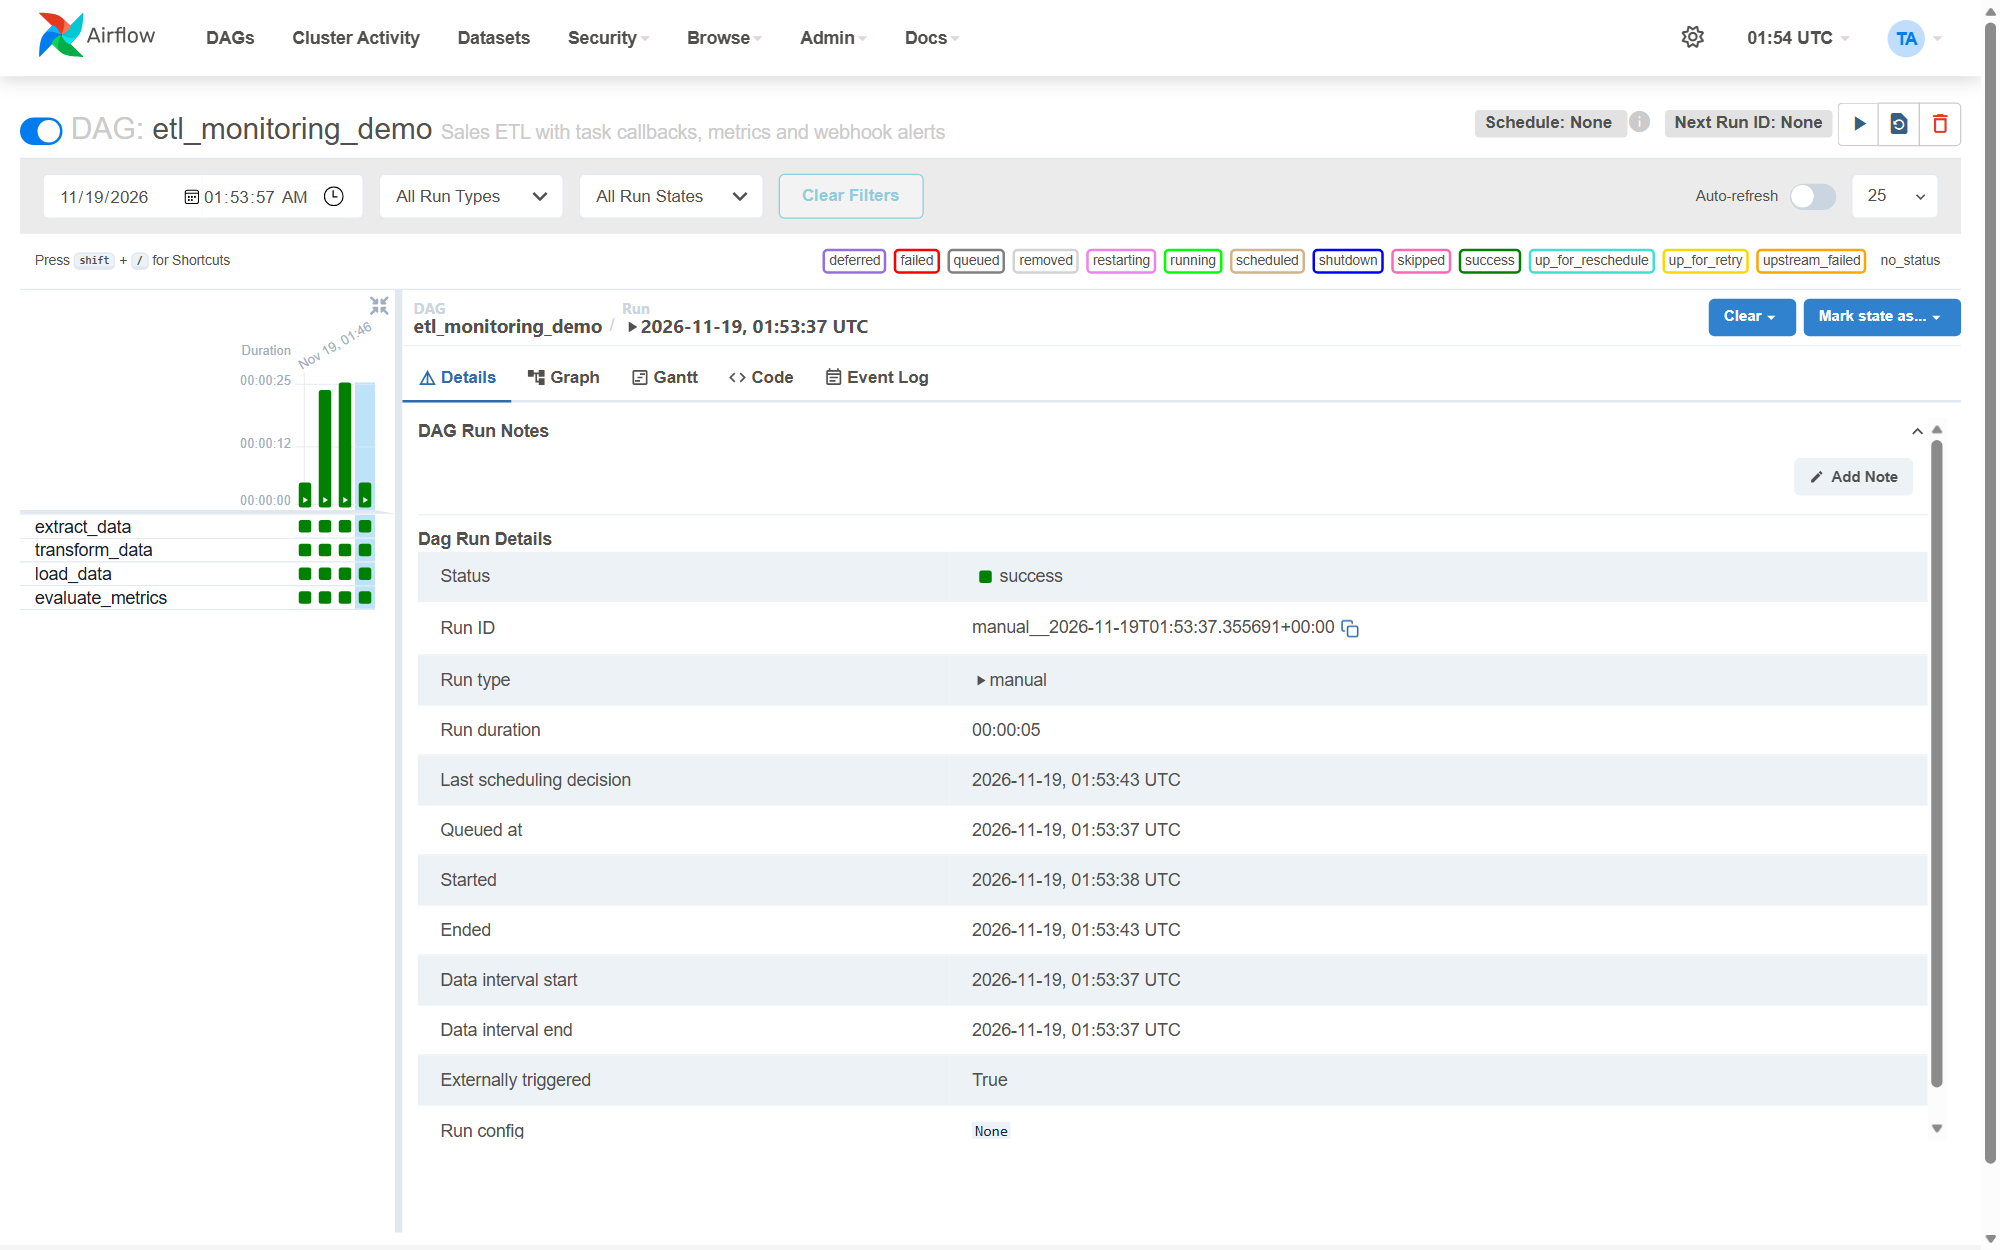 Airflow DAGs Cluster Activity Datasets Security Browse Admin Docs 01:54 UTC TA
DAG: etl_monitoring_demo Sales ETL with task callbacks, metrics and webhook alerts Schedule: None Next Run ID: None
11/19/2026 01:53:57 AM All Run Types All Run States Clear Filters Auto-refresh 25
Press shift + / for Shortcuts deferred failed queued removed restarting running scheduled shutdown skipped success up_for_reschedule up_for_retry upstream_failed no_status
Duration
Nov 19, 01:46
00:00:25
00:00:12
00:00:00
extract_data
transform_data
load_data
evaluate_metrics
DAG Run
etl_monitoring_demo / 2026-11-19, 01:53:37 UTC Clear Mark state as...
Details Graph Gantt Code Event Log
DAG Run Notes
Add Note
Dag Run Details
Status success
Run ID manual__2026-11-19T01:53:37.355691+00:00
Run type manual
Run duration 00:00:05
Last scheduling decision 2026-11-19, 01:53:43 UTC
Queued at 2026-11-19, 01:53:37 UTC
Started 2026-11-19, 01:53:38 UTC
Ended 2026-11-19, 01:53:43 UTC
Data interval start 2026-11-19, 01:53:37 UTC
Data interval end 2026-11-19, 01:53:37 UTC
Externally triggered True
Run config None